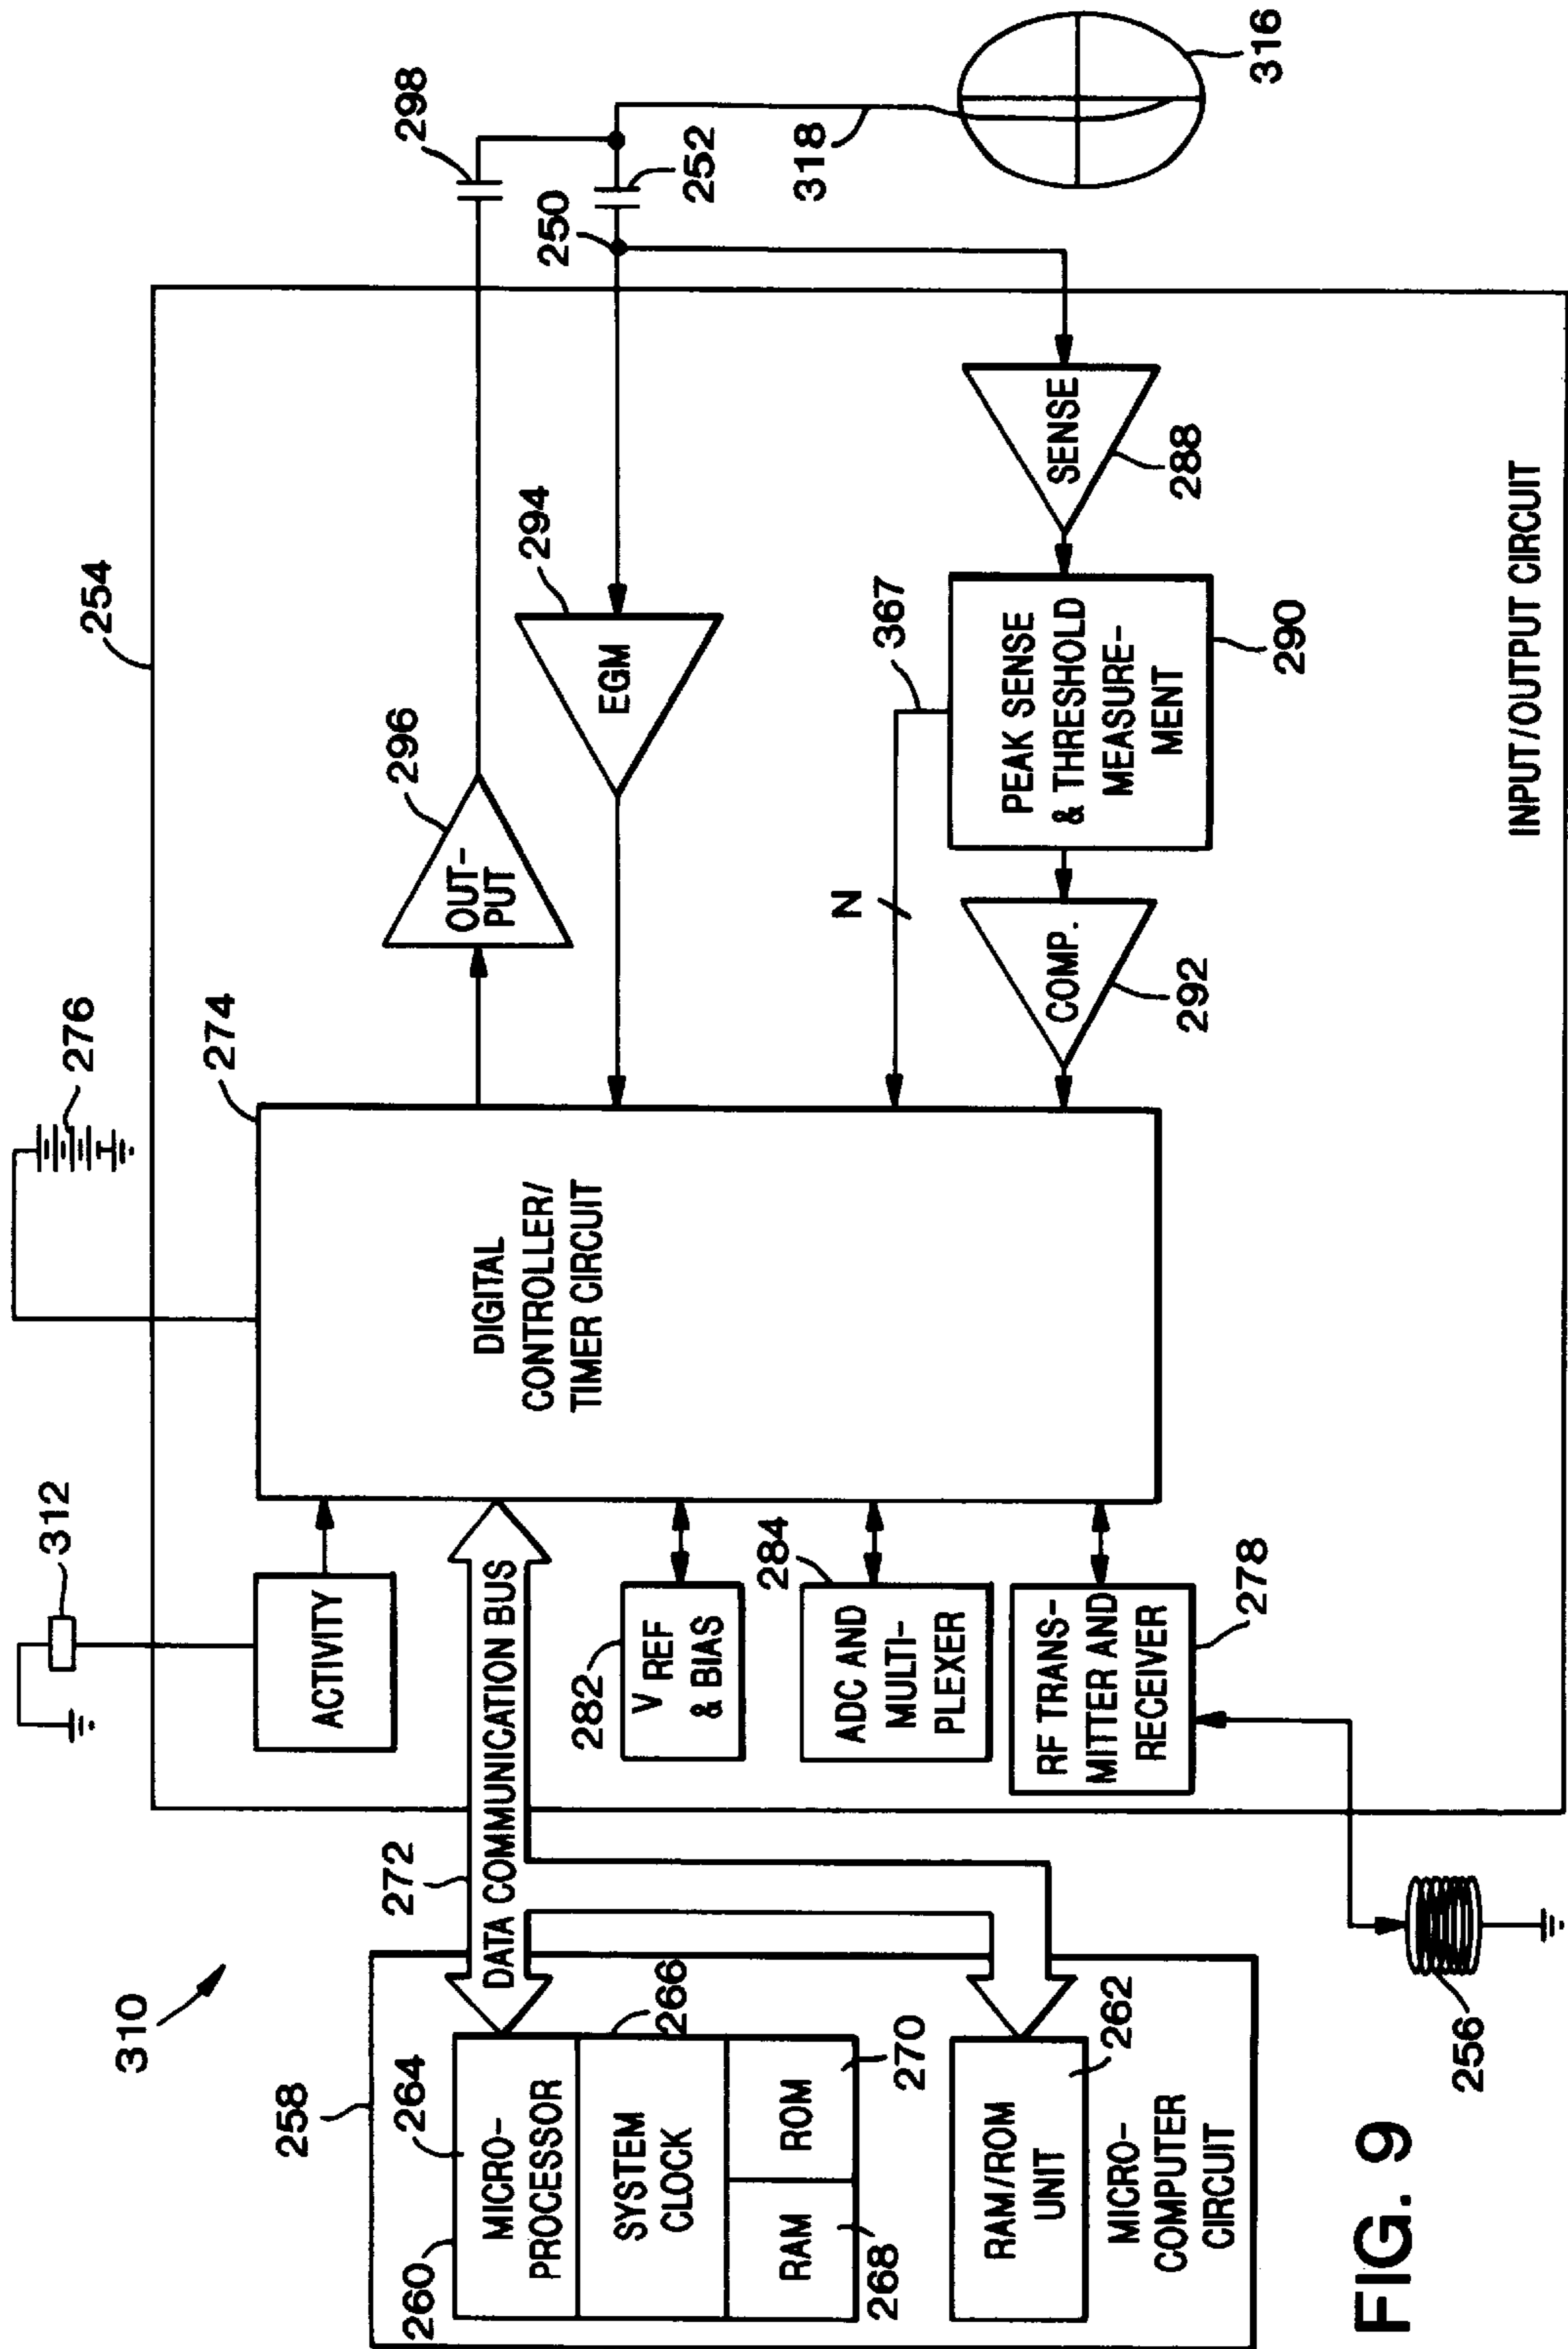 310
312
276
254
274
296
294
298
250
252
318
316
258
260
264
MICRO-
PROCESSOR
266
SYSTEM
CLOCK
RAM
268
ROM
270
RAM/ROM
UNIT
262
MICRO-
COMPUTER
CIRCUIT
272
DATA COMMUNICATION BUS
ACTIVITY
282
V REF
& BIAS
284
ADC AND
MULTI-
PLEXER
RF TRANS-
MITTER AND
RECEIVER
278
256
DIGITAL
CONTROLLER/
TIMER CIRCUIT
OUT-
PUT
EGM
N
367
COMP.
292
PEAK SENSE
& THRESHOLD
MEASURE-
MENT
290
SENSE
288
INPUT/OUTPUT CIRCUIT
FIG. 9